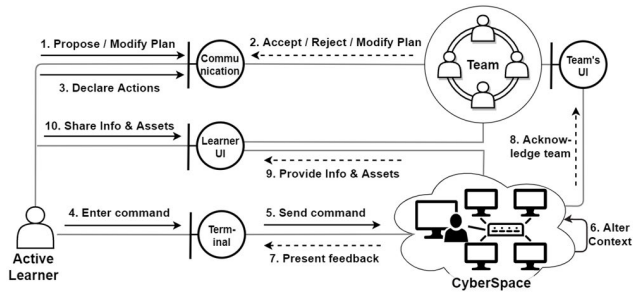 1. Propose / Modify Plan
2. Accept / Reject / Modify Plan
Commu
nication
Team
Team's
UI
3. Declare Actions
10. Share Info & Assets
Learner
UI
8. Acknow-
ledge team
9. Provide Info & Assets
4. Enter command
Term-
inal
5. Send command
6. Alter
Context
7. Present feedback
Active
Learner
CyberSpace